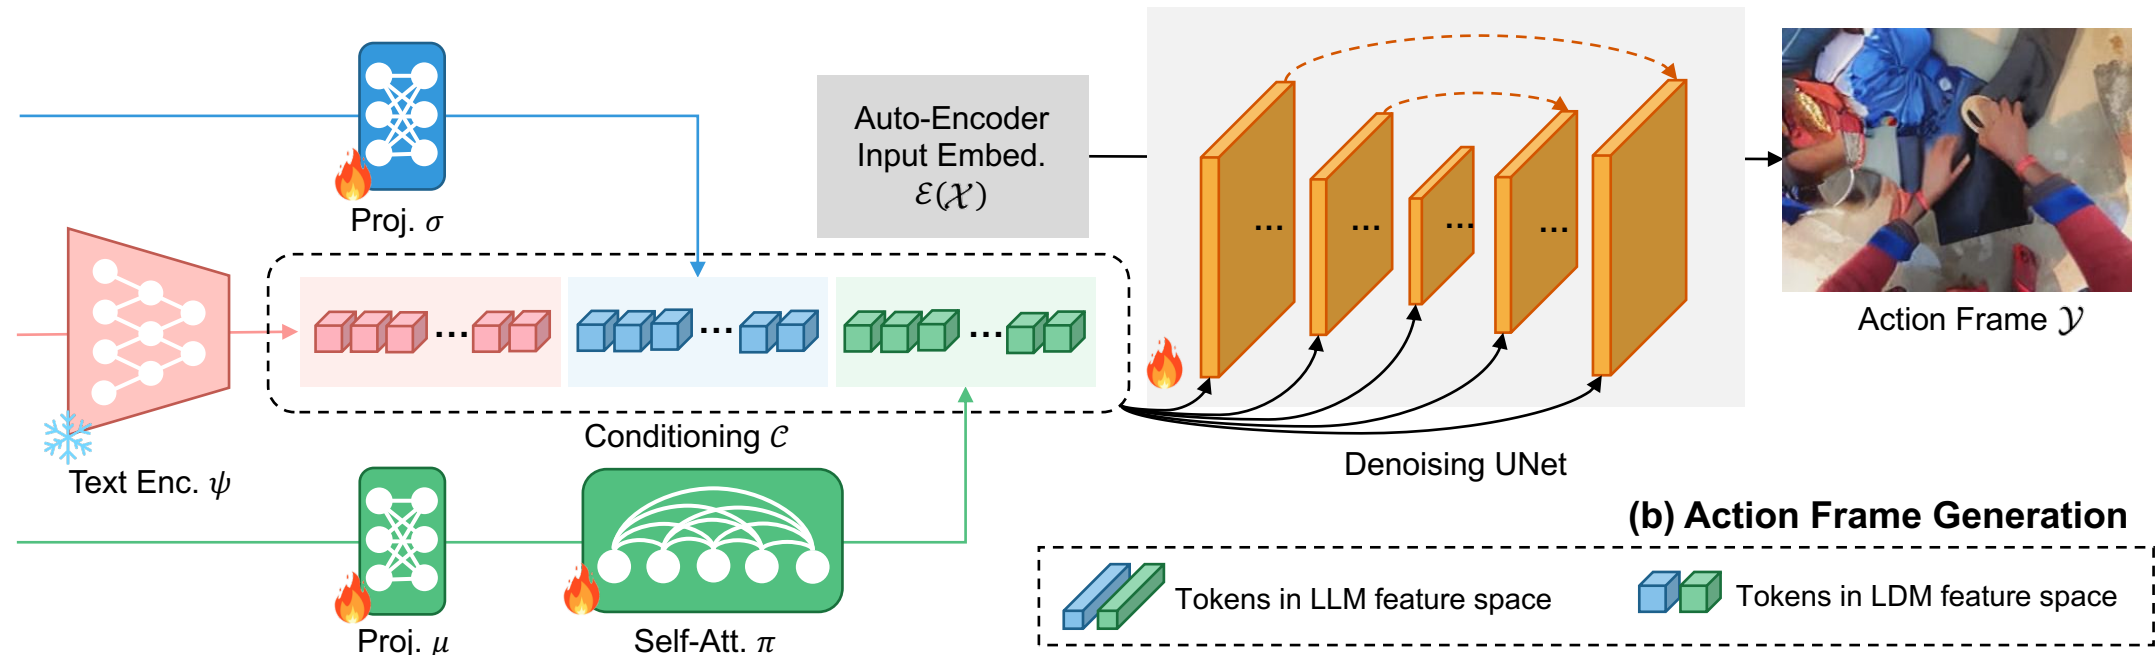 Proj. σ
Auto-Encoder
Input Embed.
ℰ(𝒳)
...
...
...
...
Action Frame 𝒴
...
...
...
Conditioning 𝒞
Text Enc. ψ
Denoising UNet
Proj. μ
Self-Att. π
(b) Action Frame Generation
Tokens in LLM feature space
Tokens in LDM feature space